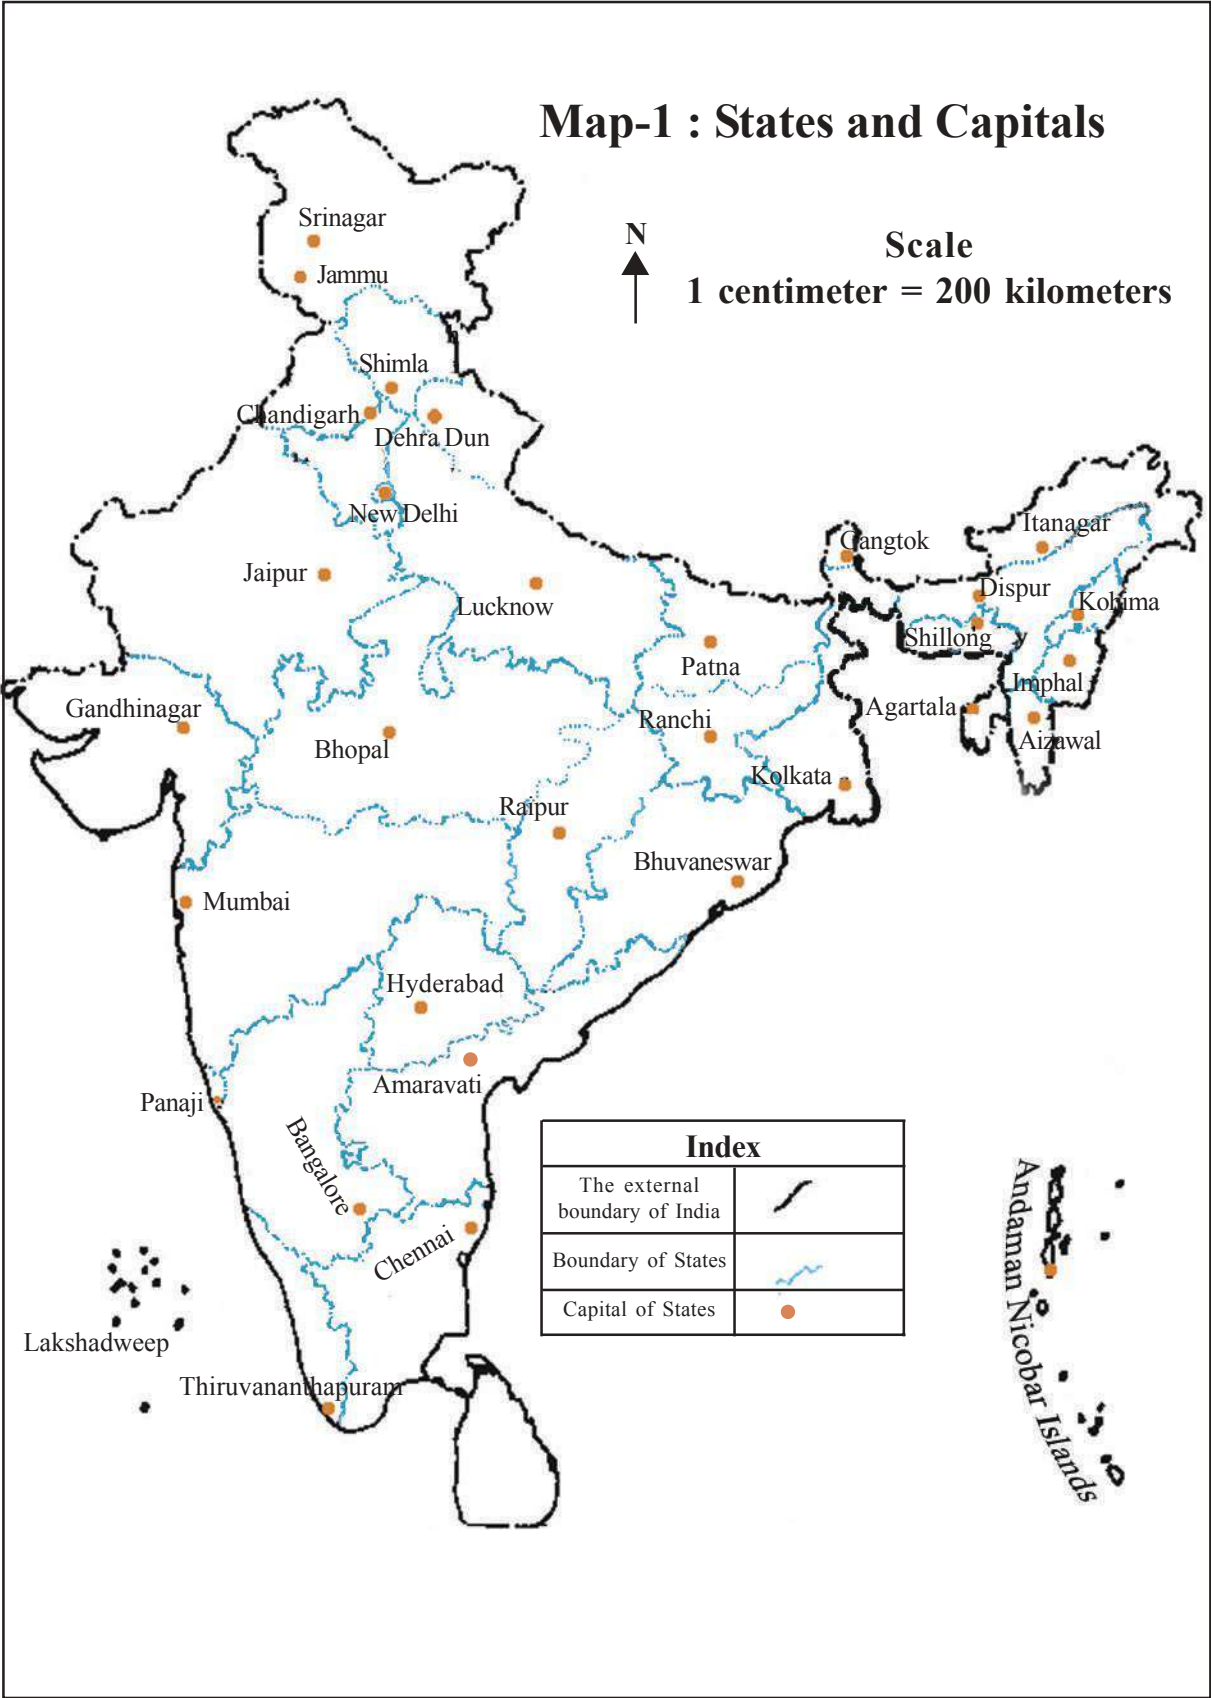 Map-1 : States and Capitals
N
Scale
1 centimeter = 200 kilometers
Srinagar
Jammu
Shimla
Chandigarh
Dehra Dun
New Delhi
Jaipur
Lucknow
Gangtok
Itanagar
Dispur
Kohima
Shillong
Patna
Imphal
Gandhinagar
Ranchi
Agartala
Bhopal
Aizawal
Kolkata
Raipur
Bhuvaneswar
Mumbai
Hyderabad
Amaravati
Panaji
Bangalore
Chennai
Index
The external
boundary of India
Boundary of States
Capital of States
Andaman Nicobar Islands
Lakshadweep
Thiruvananthapuram